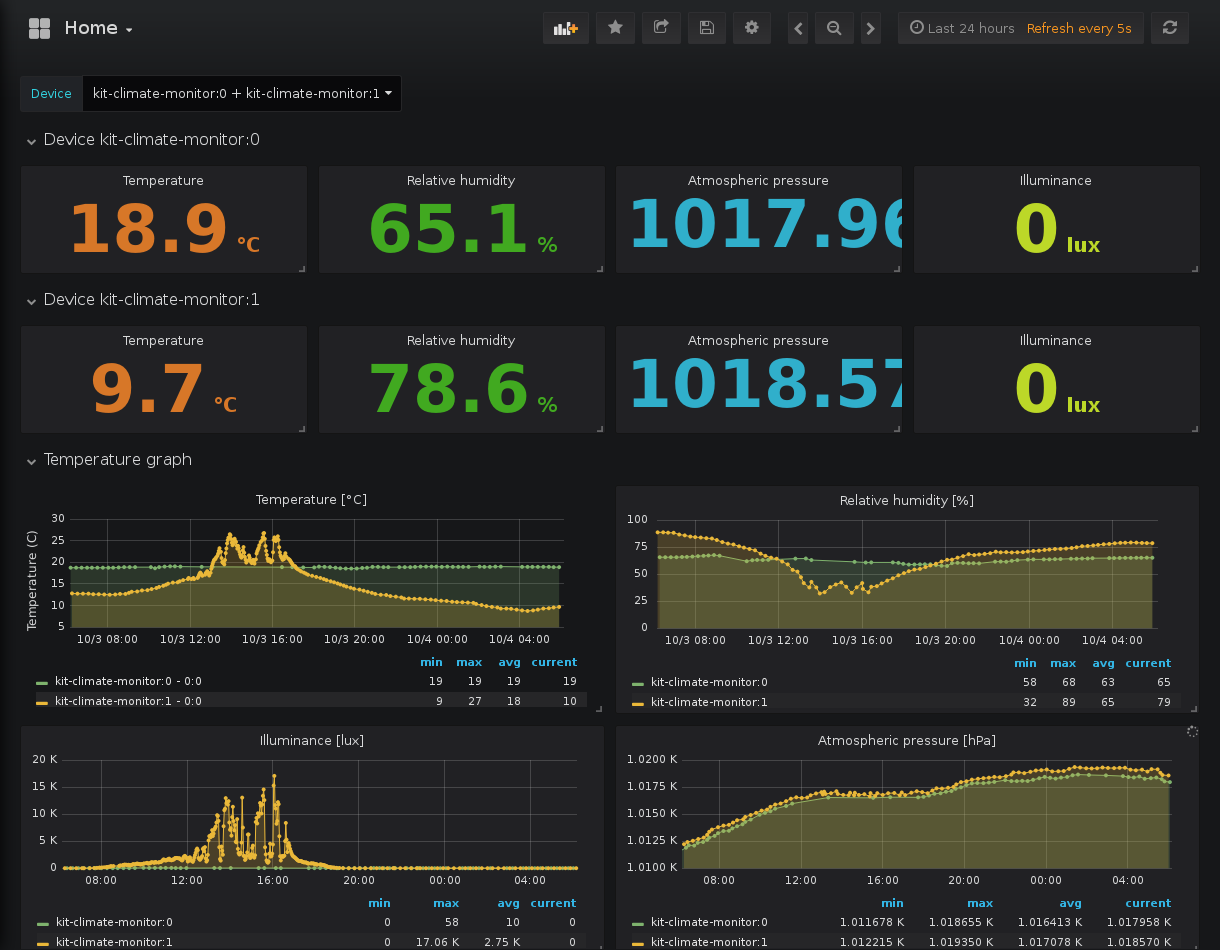 Home
Last 24 hours Refresh every 5s
Device kit-climate-monitor:0 + kit-climate-monitor:1
Device kit-climate-monitor:0
Temperature Relative humidity Atmospheric pressure Illuminance
18.9 °C 65.1 % 1017.96 0 lux
Device kit-climate-monitor:1
Temperature Relative humidity Atmospheric pressure Illuminance
9.7 °C 78.6 % 1018.57 0 lux
Temperature graph
Temperature [°C]
Temperature (C)
30
25
20
15
10
5
10/3 08:00 10/3 12:00 10/3 16:00 10/3 20:00 10/4 00:00 10/4 04:00
min max avg current
kit-climate-monitor:0 - 0:0 19 19 19 19
kit-climate-monitor:1 - 0:0 9 27 18 10
Relative humidity [%]
100
75
50
25
0
10/3 08:00 10/3 12:00 10/3 16:00 10/3 20:00 10/4 00:00 10/4 04:00
min max avg current
kit-climate-monitor:0 58 68 63 65
kit-climate-monitor:1 32 89 65 79
Illuminance [lux]
20 K
15 K
10 K
5 K
0
08:00 12:00 16:00 20:00 00:00 04:00
min max avg current
kit-climate-monitor:0 0 58 10 0
kit-climate-monitor:1 0 17.06 K 2.75 K 0
Atmospheric pressure [hPa]
1.0200 K
1.0175 K
1.0150 K
1.0125 K
1.0100 K
08:00 12:00 16:00 20:00 00:00 04:00
min max avg current
kit-climate-monitor:0 1.011678 K 1.018655 K 1.016413 K 1.017958 K
kit-climate-monitor:1 1.012215 K 1.019350 K 1.017078 K 1.018570 K